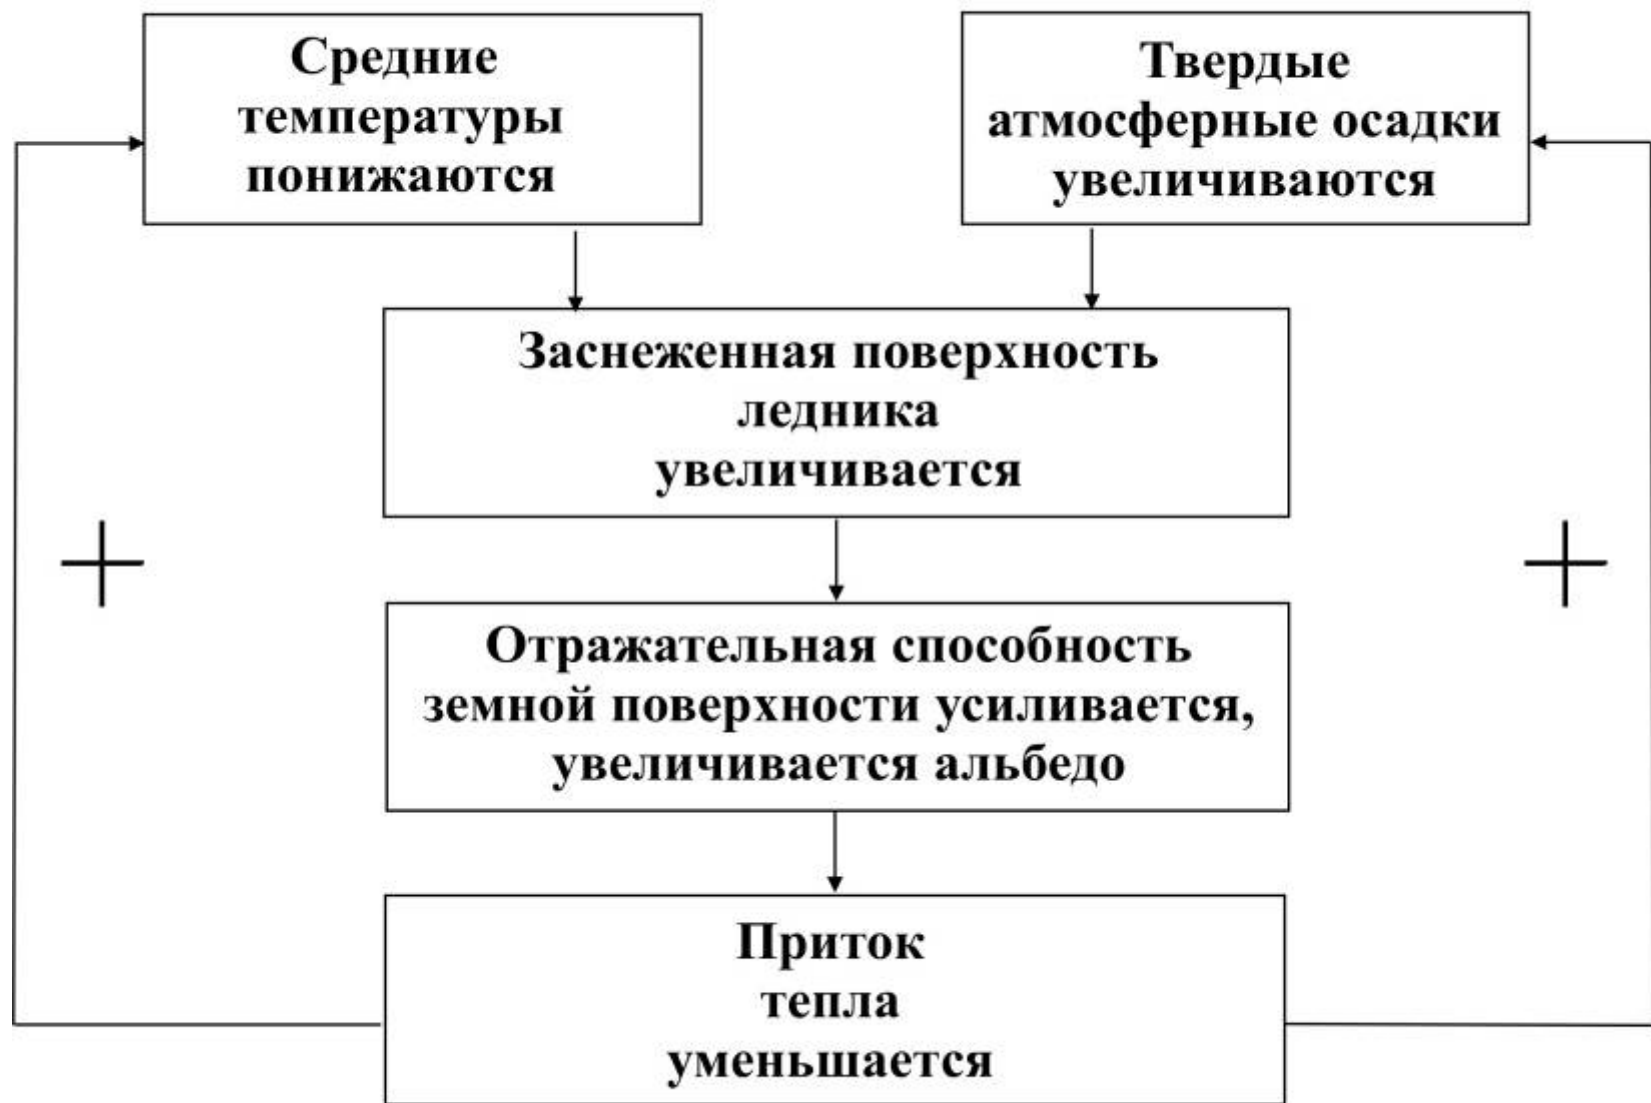 Средние
температуры
понижаются
Твердые
атмосферные осадки
увеличиваются
Заснеженная поверхность
ледника
увеличивается
+
+
Отражательная способность
земной поверхности усиливается,
увеличивается альбедо
Приток
тепла
уменьшается